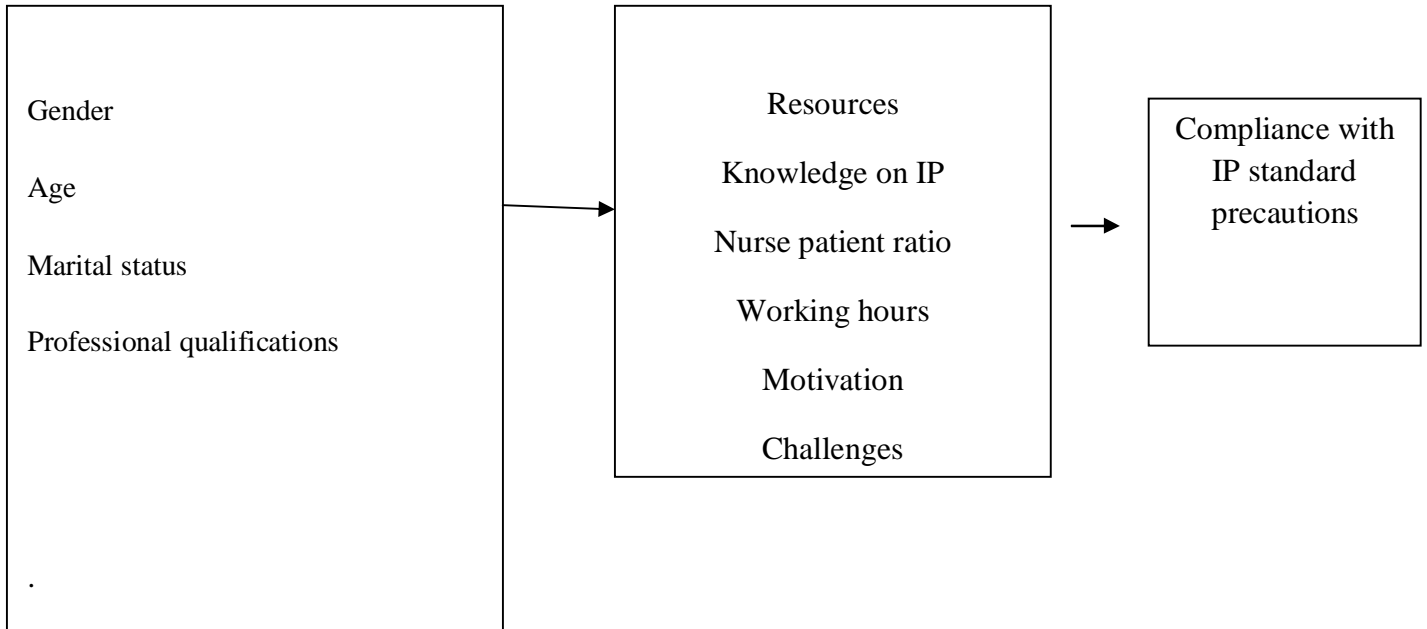 Gender
Age
Marital status
Professional qualifications
.
Resources
Knowledge on IP
Nurse patient ratio
Working hours
Motivation
Challenges
Compliance with
IP standard
precautions